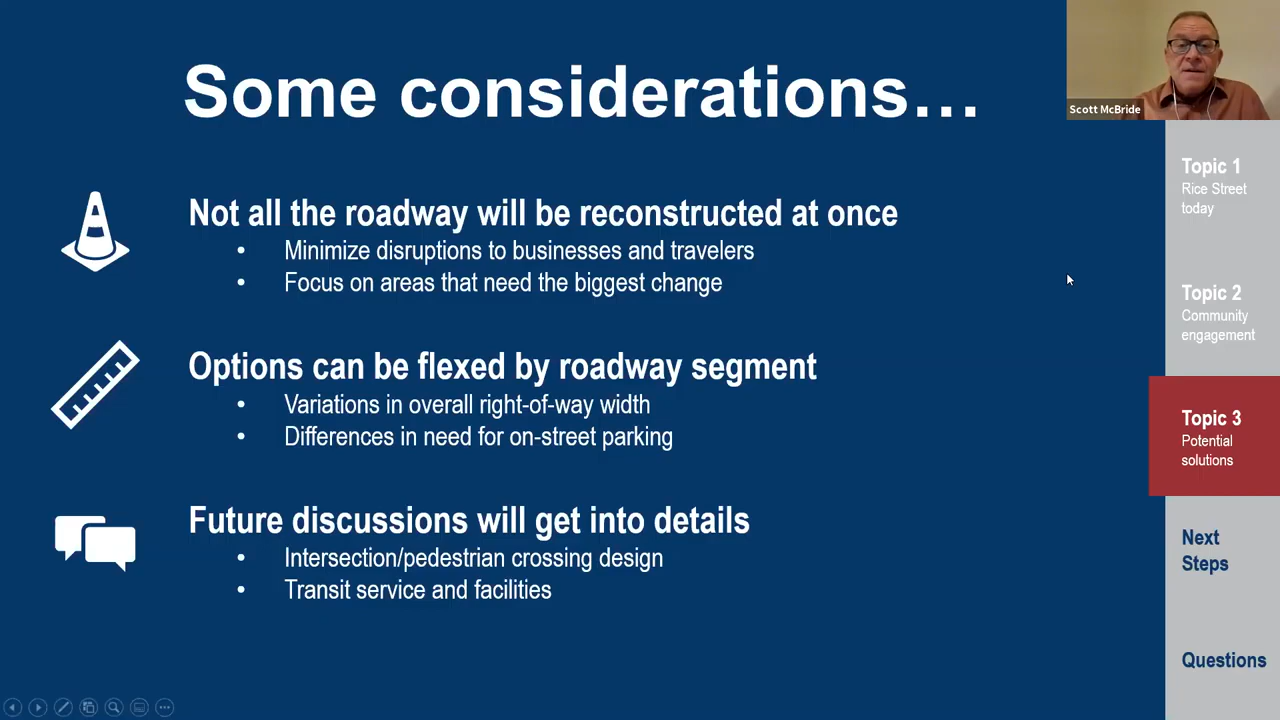 Some considerations…
Scott McBride
Not all the roadway will be reconstructed at once
• Minimize disruptions to businesses and travelers
• Focus on areas that need the biggest change
Options can be flexed by roadway segment
• Variations in overall right-of-way width
• Differences in need for on-street parking
Future discussions will get into details
• Intersection/pedestrian crossing design
• Transit service and facilities
Topic 1
Rice Street
today
Topic 2
Community
engagement
Topic 3
Potential
solutions
Next
Steps
Questions